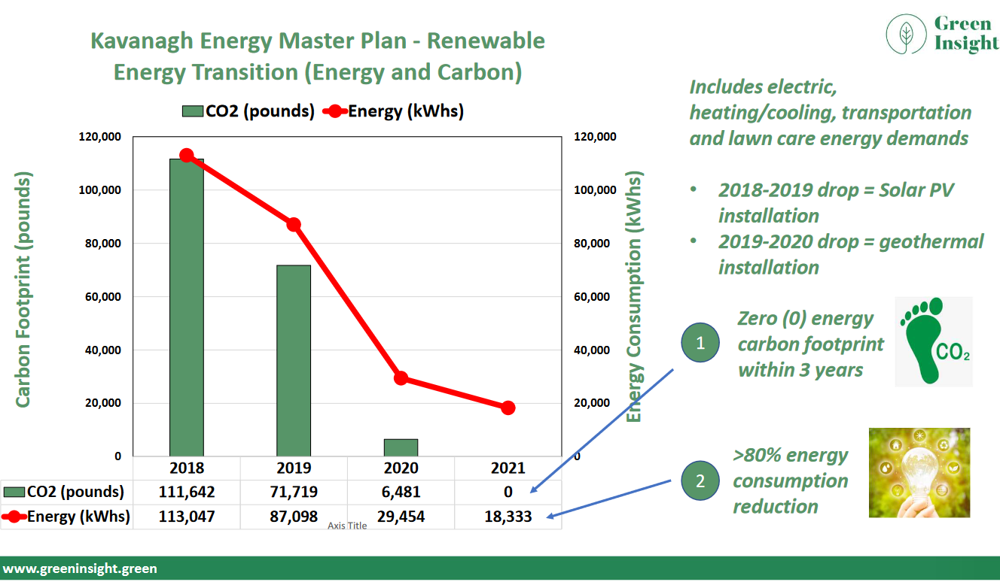 Kavanagh Energy Master Plan - Renewable
Energy Transition (Energy and Carbon)
CO2 (pounds) Energy (kWhs)
Green
Insight
Includes electric,
heating/cooling, transportation
and lawn care energy demands
• 2018-2019 drop = Solar PV
installation
• 2019-2020 drop = geothermal
installation
1
Zero (0) energy
carbon footprint
within 3 years
CO₂
2
>80% energy
consumption
reduction
Carbon Footprint (pounds)
120,000
100,000
80,000
60,000
40,000
20,000
0
120,000
100,000
80,000
60,000
40,000
20,000
0
Energy Consumption (kWhs)
2018 2019 2020 2021
CO2 (pounds) 111,642 71,719 6,481 0
Energy (kWhs) 113,047 87,098 29,454 18,333
Axis Title
www.greeninsight.green